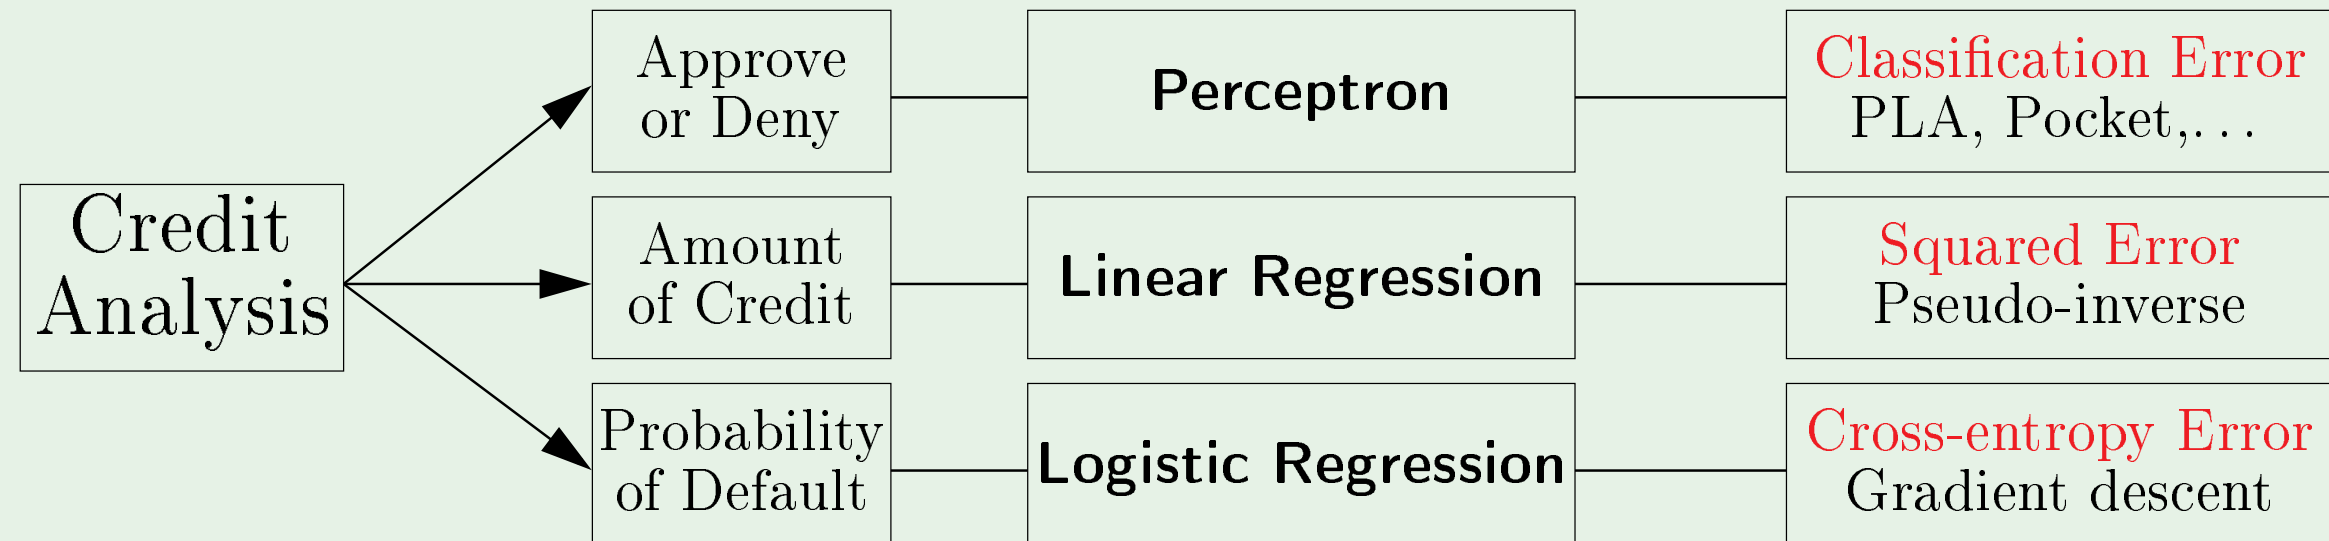 Credit
Analysis
Approve
or Deny
Perceptron
Classification Error
PLA, Pocket,...
Amount
of Credit
Linear Regression
Squared Error
Pseudo-inverse
Probability
of Default
Logistic Regression
Cross-entropy Error
Gradient descent